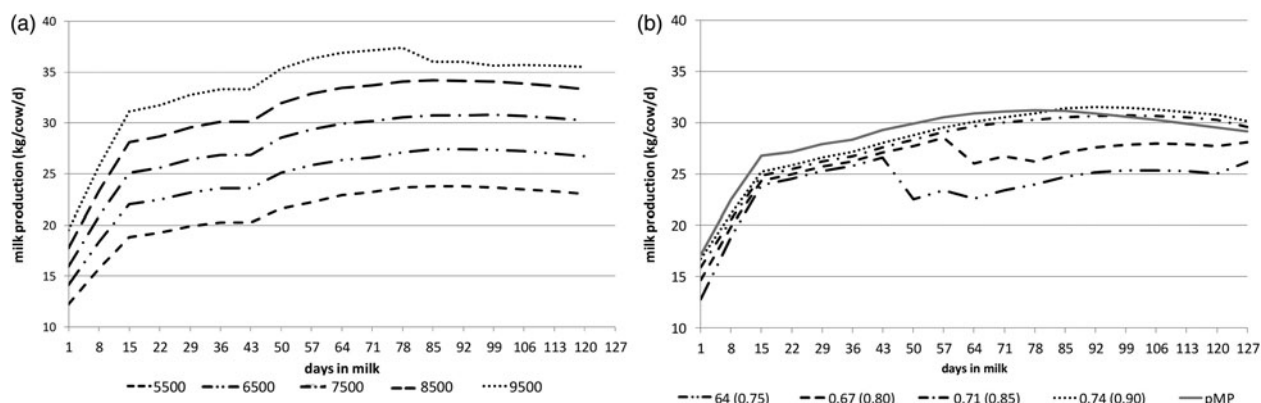 (a)
40
35
30
25
20
15
10
milk production (kg/cow/d)
1 8 15 22 29 36 43 50 57 64 71 78 85 92 99 106 113 120 127
days in milk
5500 6500 7500 8500 9500
(b)
40
35
30
25
20
15
10
milk production (kg/cow/d)
1 8 15 22 29 36 43 50 57 64 71 78 85 92 99 106 113 120 127
days in milk
64 (0.75) 0.67 (0.80) 0.71 (0.85) 0.74 (0.90) pMP